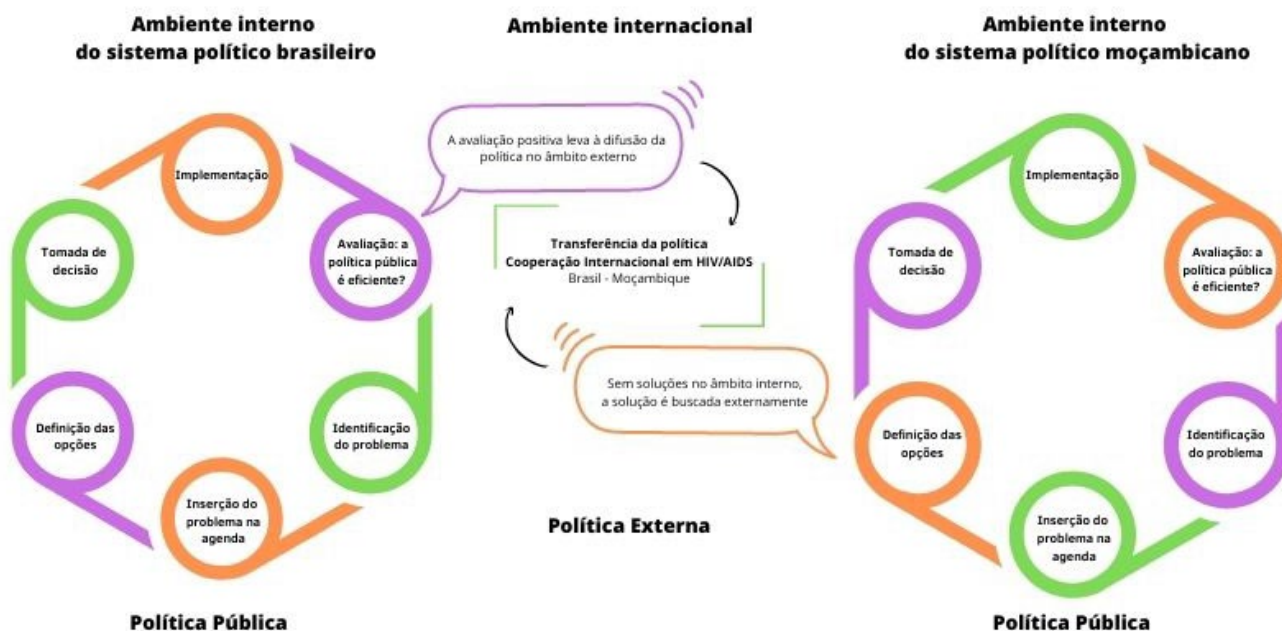 Ambiente interno
do sistema político brasileiro
Ambiente internacional
Ambiente interno
do sistema político moçambicano
Implementação
Tomada de
decisão
Avaliação: a
política pública
é eficiente?
Definição das
opções
Identificação
do problema
Inserção do
problema na
agenda
Política Pública
A avaliação positiva leva à difusão da
política no âmbito externo
Transferência da política
Cooperação Internacional em HIV/AIDS
Brasil - Moçambique
Sem soluções no âmbito interno,
a solução é buscada externamente
Política Externa
Implementação
Tomada de
decisão
Avaliação: a
política pública
é eficiente?
Definição das
opções
Identificação
do problema
Inserção do
problema na
agenda
Política Pública